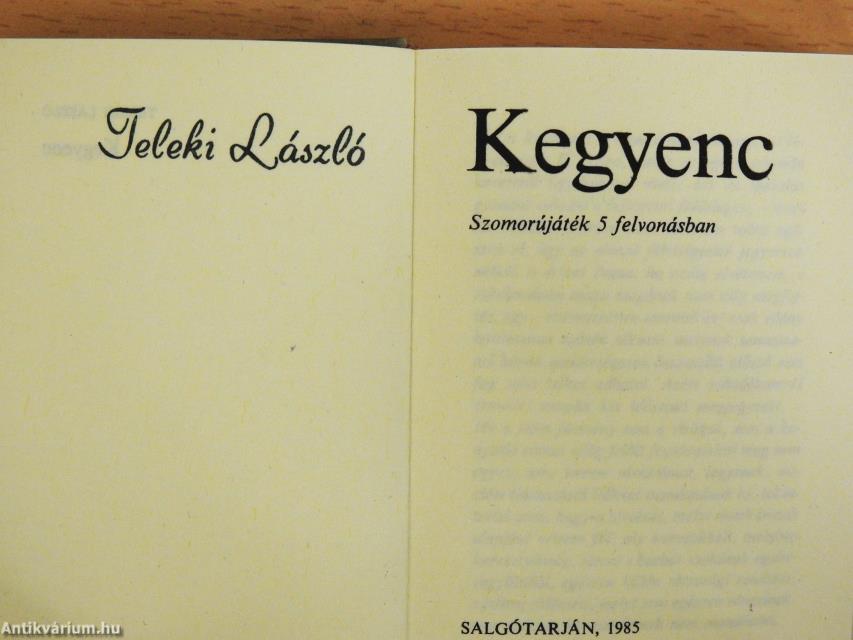 Teleki László
Kegyenc
Szomorújáték 5 felvonásban
SALGÓTARJÁN, 1985
Antikvárium.hu